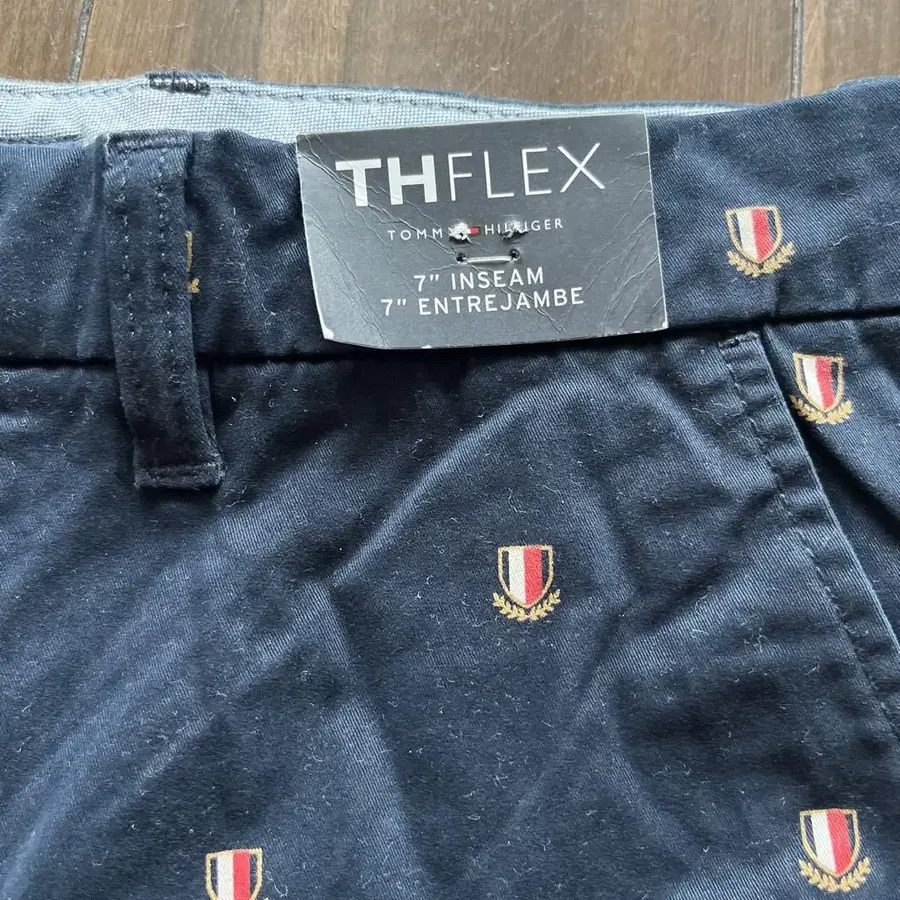 THFLEX
TOMMY HILFIGER
7" INSEAM
7" ENTREJAMBE